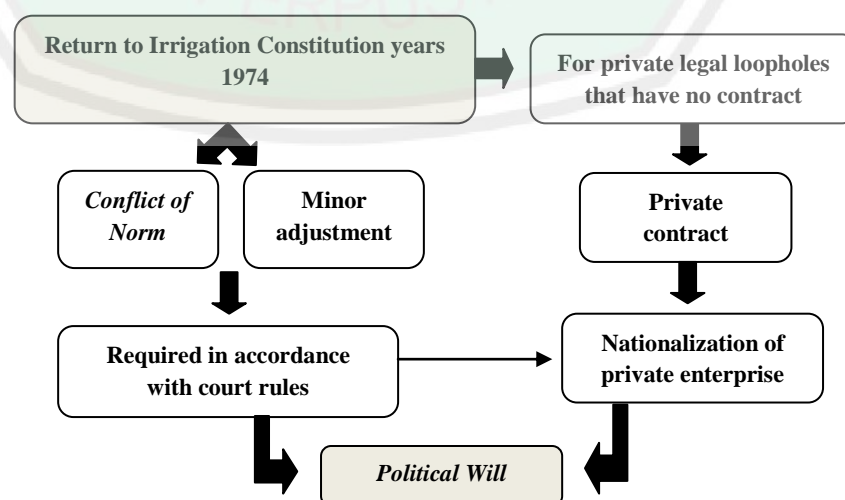 Return to Irrigation Constitution years
1974
For private legal loopholes
that have no contract
Conflict of
Norm
Minor
adjustment
Private
contract
Required in accordance
with court rules
Nationalization of
private enterprise
Political Will